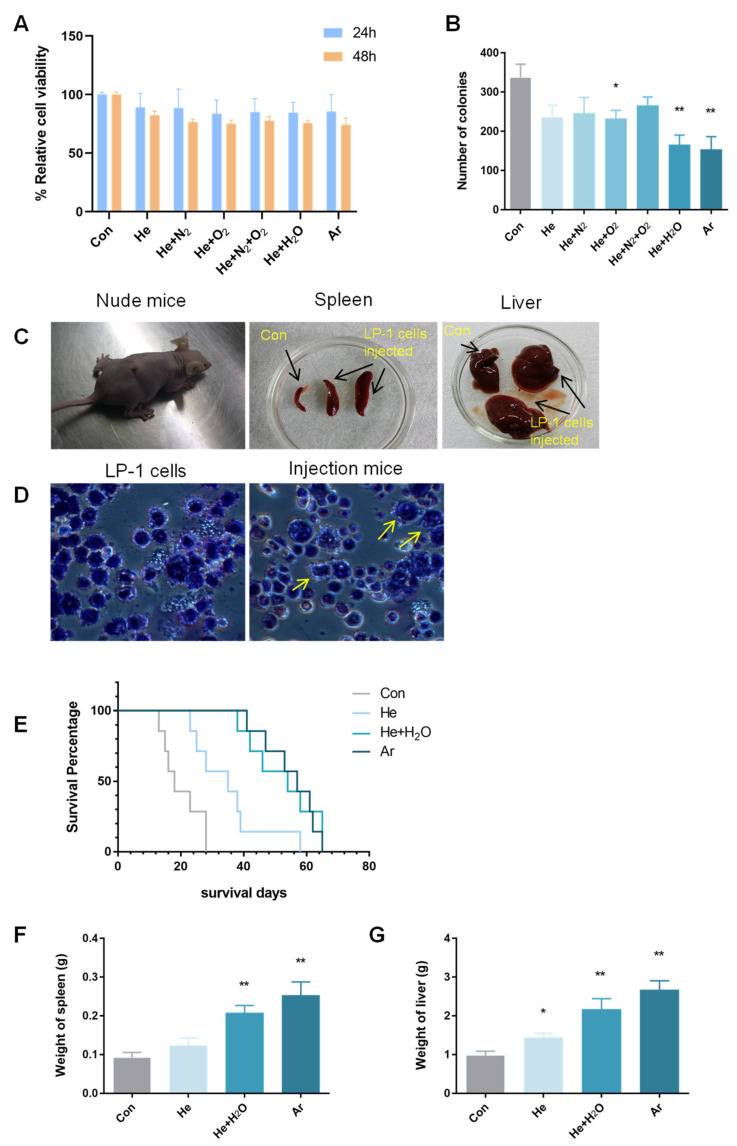 A
150
100
50
0
% Relative cell viability
24h
48h
Con
He
He+N₂
He+O₂
He+N₂+O₂
He+H₂O
Ar
B
400
300
200
100
0
Number of colonies
*
**
**
Con
He
He+N₂
He+O₂
He+N₂+O₂
He+H₂O
Ar
C
Nude mice
Spleen
Liver
Con
LP-1 cells
injected
Con
LP-1 cells
injected
D
LP-1 cells
Injection mice
E
100
50
0
Survival Percentage
0
20
40
60
80
survival days
Con
He
He+H₂O
Ar
F
0.4
0.3
0.2
0.1
0.0
Weight of spleen (g)
**
**
Con
He
He+H₂O
Ar
G
4
3
2
1
0
Weight of liver (g)
*
**
**
Con
He
He+H₂O
Ar